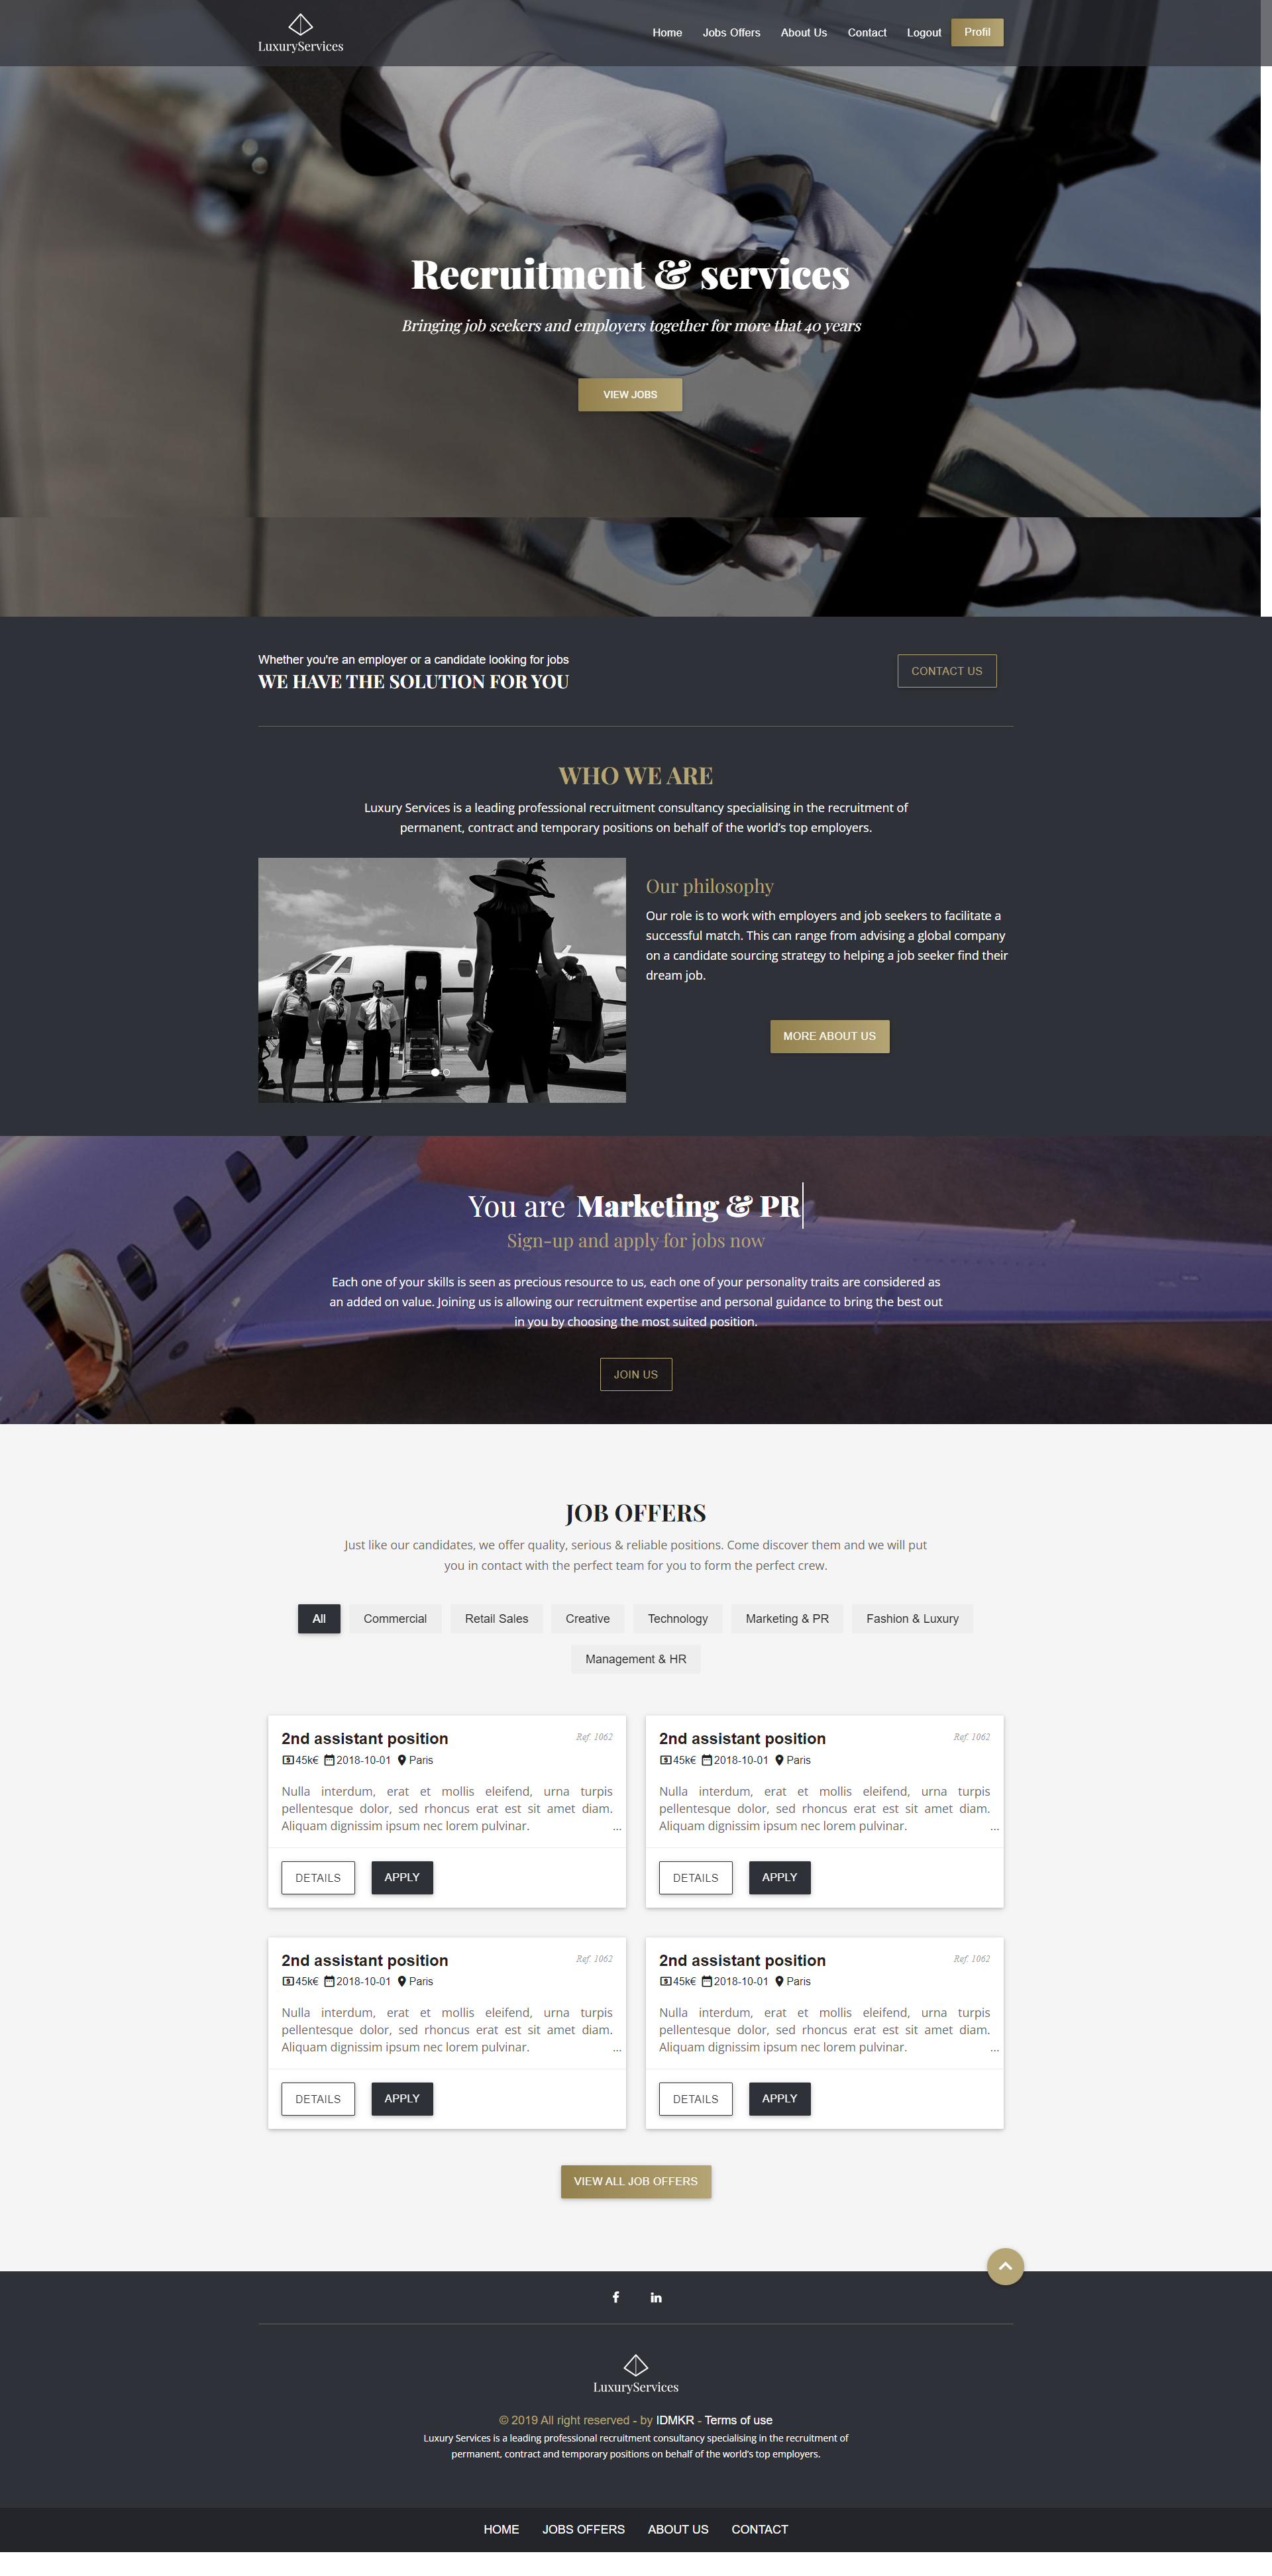 LuxuryServices
Home Jobs Offers About Us Contact Logout Profil
Recruitment & services
Bringing job seekers and employers together for more that 40 years
VIEW JOBS
Whether you're an employer or a candidate looking for jobs
WE HAVE THE SOLUTION FOR YOU
CONTACT US
WHO WE ARE
Luxury Services is a leading professional recruitment consultancy specialising in the recruitment of
permanent, contract and temporary positions on behalf of the world's top employers.
Our philosophy
Our role is to work with employers and job seekers to facilitate a
successful match. This can range from advising a global company
on a candidate sourcing strategy to helping a job seeker find their
dream job.
MORE ABOUT US
You are Marketing & PR
Sign-up and apply for jobs now
Each one of your skills is seen as precious resource to us, each one of your personality traits are considered as
an added on value. Joining us is allowing our recruitment expertise and personal guidance to bring the best out
in you by choosing the most suited position.
JOIN US
JOB OFFERS
Just like our candidates, we offer quality, serious & reliable positions. Come discover them and we will put
you in contact with the perfect team for you to form the perfect crew.
All Commercial Retail Sales Creative Technology Marketing & PR Fashion & Luxury
Management & HR
2nd assistant position Ref. 1062
45k€ 2018-10-01 Paris
Nulla interdum, erat et mollis eleifend, urna turpis
pellentesque dolor, sed rhoncus erat est sit amet diam.
Aliquam dignissim ipsum nec lorem pulvinar. ...
DETAILS APPLY
2nd assistant position Ref. 1062
45k€ 2018-10-01 Paris
Nulla interdum, erat et mollis eleifend, urna turpis
pellentesque dolor, sed rhoncus erat est sit amet diam.
Aliquam dignissim ipsum nec lorem pulvinar. ...
DETAILS APPLY
2nd assistant position Ref. 1062
45k€ 2018-10-01 Paris
Nulla interdum, erat et mollis eleifend, urna turpis
pellentesque dolor, sed rhoncus erat est sit amet diam.
Aliquam dignissim ipsum nec lorem pulvinar. ...
DETAILS APPLY
2nd assistant position Ref. 1062
45k€ 2018-10-01 Paris
Nulla interdum, erat et mollis eleifend, urna turpis
pellentesque dolor, sed rhoncus erat est sit amet diam.
Aliquam dignissim ipsum nec lorem pulvinar. ...
DETAILS APPLY
VIEW ALL JOB OFFERS
f in
LuxuryServices
© 2019 All right reserved - by IDMKR - Terms of use
Luxury Services is a leading professional recruitment consultancy specialising in the recruitment of
permanent, contract and temporary positions on behalf of the world's top employers.
HOME JOBS OFFERS ABOUT US CONTACT